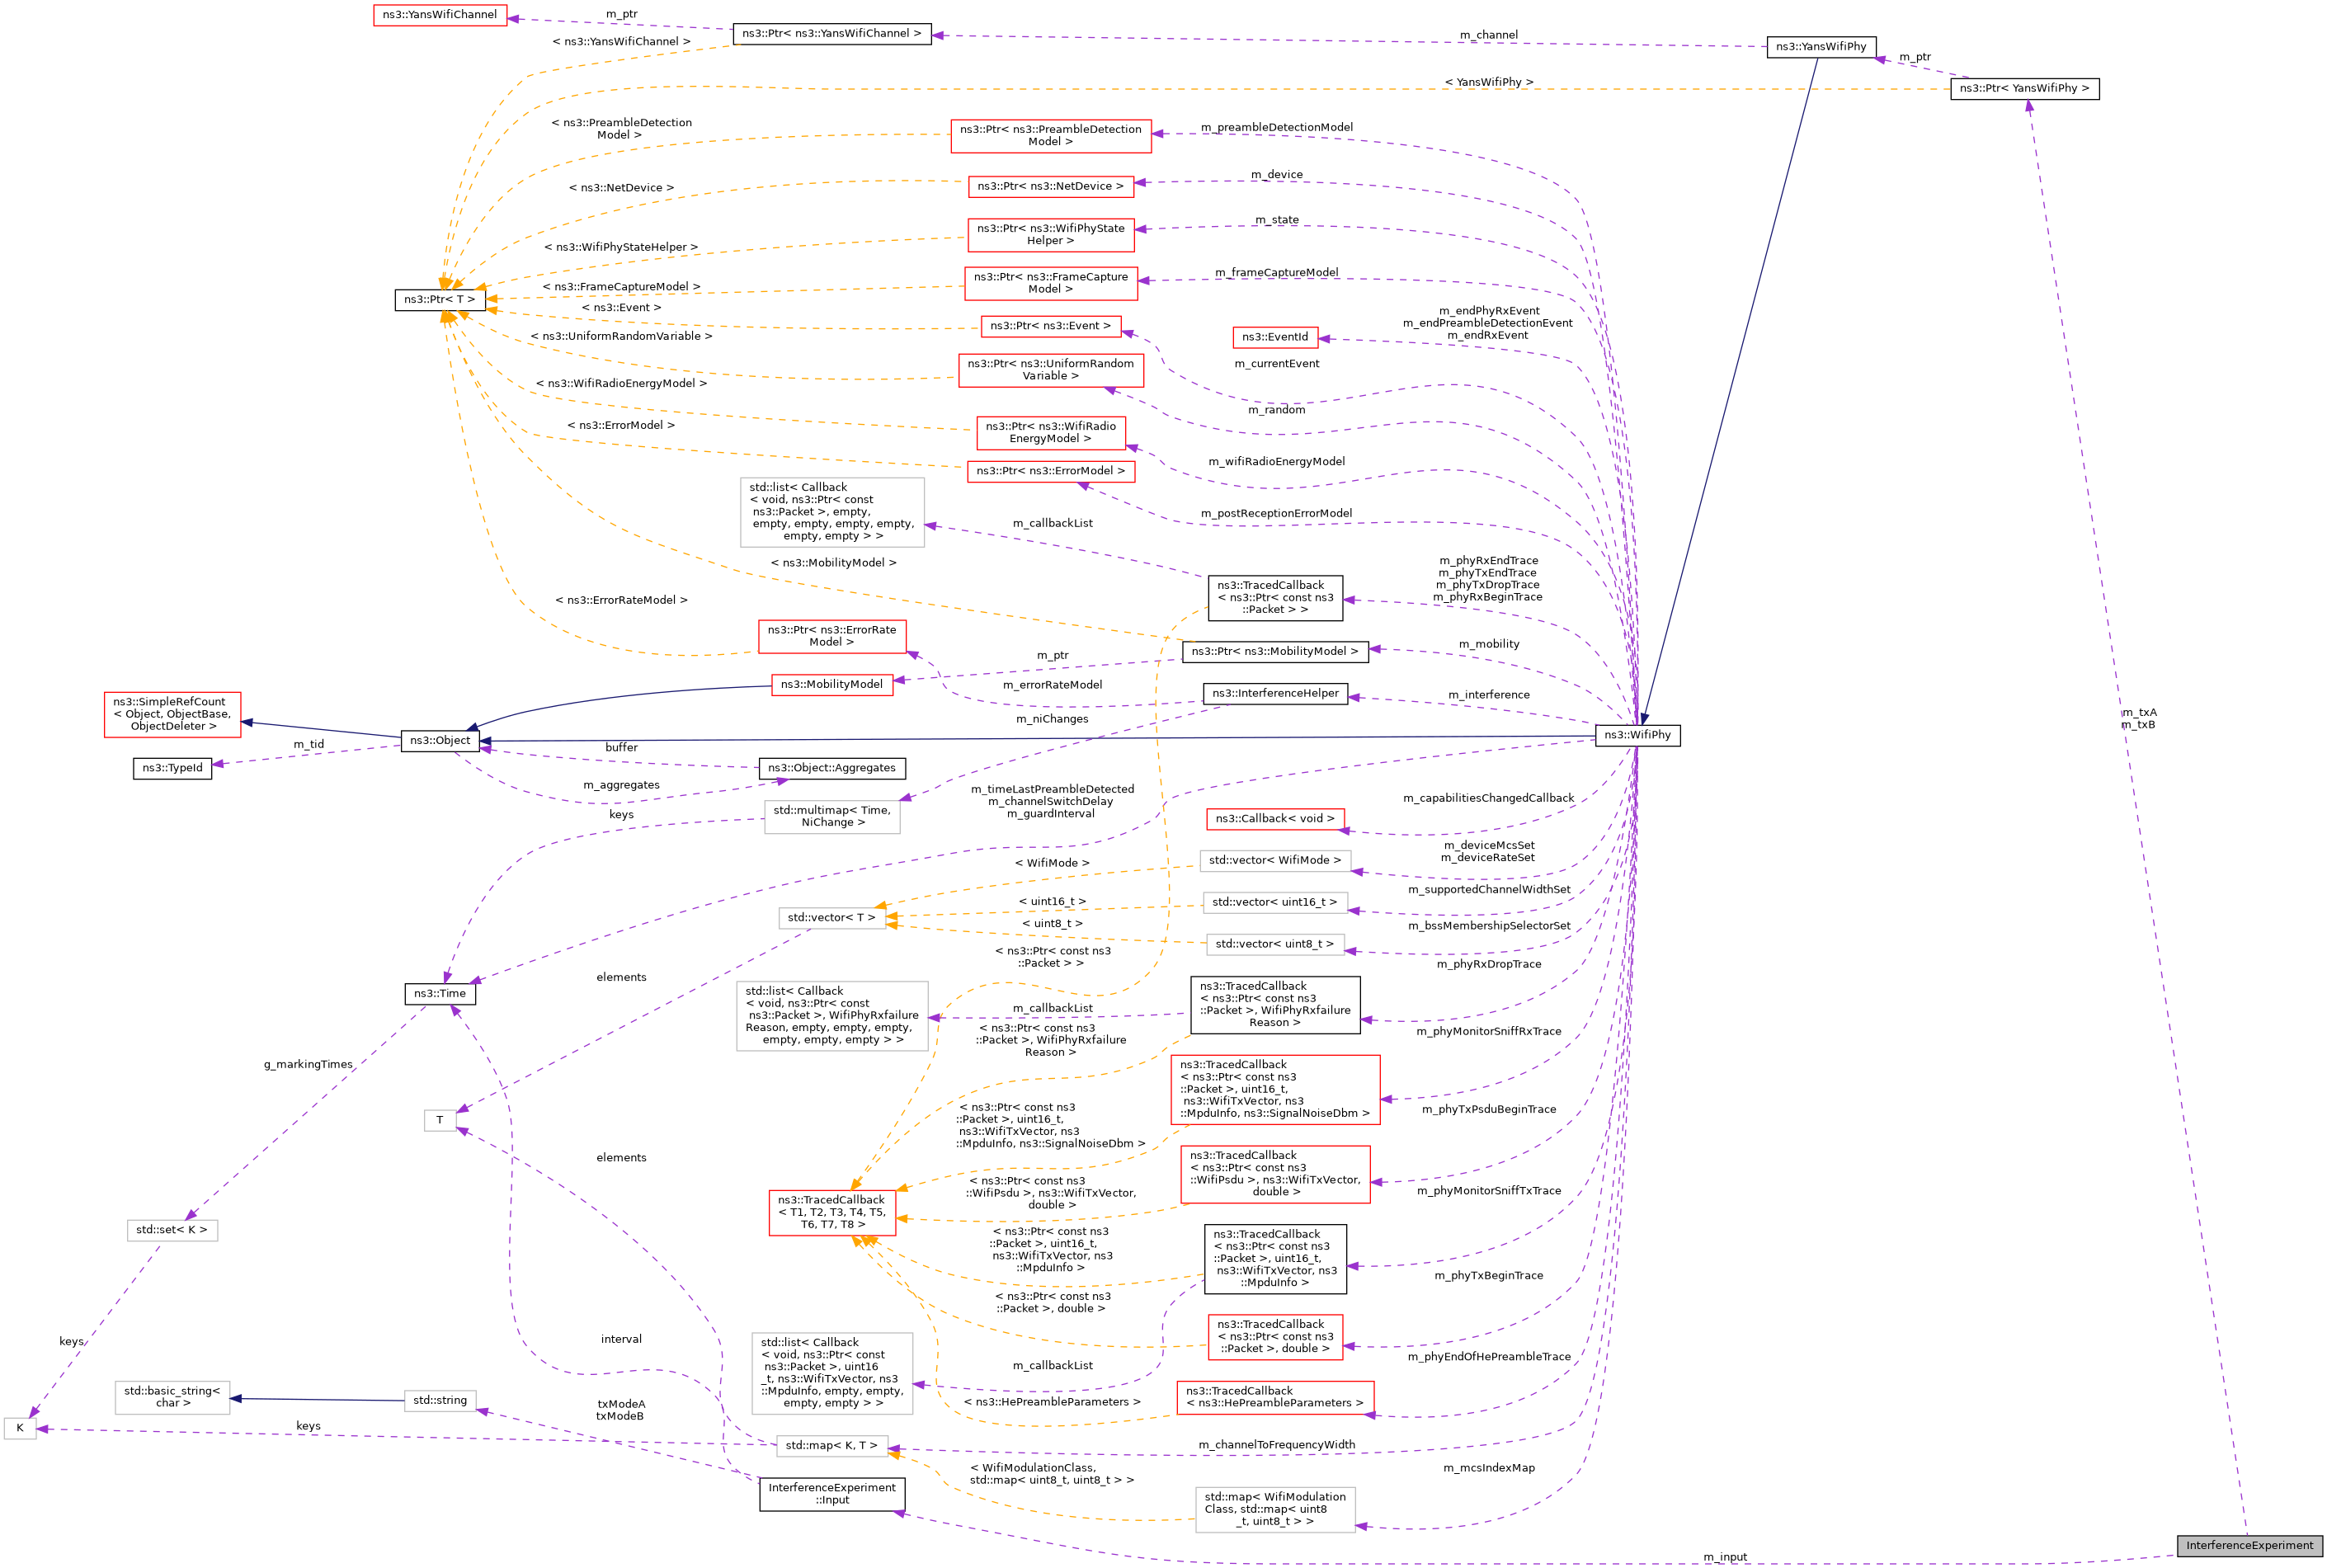 ns3::YansWifiChannel
m_ptr
ns3::Ptr< ns3::YansWifiChannel >
m_channel
ns3::YansWifiPhy
m_ptr
< ns3::YansWifiChannel >
< YansWifiPhy >
ns3::Ptr< YansWifiPhy >
< ns3::PreambleDetection
Model >
ns3::Ptr< ns3::PreambleDetection
Model >
m_preambleDetectionModel
< ns3::NetDevice >
ns3::Ptr< ns3::NetDevice >
m_device
< ns3::WifiPhyStateHelper >
ns3::Ptr< ns3::WifiPhyState
Helper >
m_state
ns3::Ptr< T >
< ns3::FrameCaptureModel >
ns3::Ptr< ns3::FrameCapture
Model >
m_frameCaptureModel
< ns3::Event >
ns3::Ptr< ns3::Event >
ns3::EventId
m_endPhyRxEvent
m_endPreambleDetectionEvent
m_endRxEvent
m_currentEvent
< ns3::UniformRandomVariable >
ns3::Ptr< ns3::UniformRandom
Variable >
m_random
< ns3::WifiRadioEnergyModel >
ns3::Ptr< ns3::WifiRadio
EnergyModel >
m_wifiRadioEnergyModel
< ns3::ErrorModel >
ns3::Ptr< ns3::ErrorModel >
m_postReceptionErrorModel
std::list< Callback
< void, ns3::Ptr< const
ns3::Packet >, empty,
empty, empty, empty, empty,
empty, empty > >
m_callbackList
< ns3::MobilityModel >
ns3::TracedCallback
< ns3::Ptr< const ns3
::Packet > >
m_phyRxEndTrace
m_phyTxEndTrace
m_phyTxDropTrace
m_phyRxBeginTrace
< ns3::ErrorRateModel >
ns3::Ptr< ns3::ErrorRate
Model >
m_ptr
ns3::Ptr< ns3::MobilityModel >
m_mobility
ns3::MobilityModel
m_errorRateModel
ns3::InterferenceHelper
m_interference
ns3::SimpleRefCount
< Object, ObjectBase,
ObjectDeleter >
m_niChanges
m_txA
m_txB
ns3::Object
ns3::WifiPhy
m_tid
buffer
ns3::TypeId
ns3::Object::Aggregates
m_aggregates
m_timeLastPreambleDetected
m_channelSwitchDelay
m_guardInterval
m_capabilitiesChangedCallback
keys
std::multimap< Time,
NiChange >
ns3::Callback< void >
< WifiMode >
std::vector< WifiMode >
m_deviceMcsSet
m_deviceRateSet
< uint16_t >
std::vector< uint16_t >
m_supportedChannelWidthSet
std::vector< T >
< uint8_t >
std::vector< uint8_t >
m_bssMembershipSelectorSet
< ns3::Ptr< const ns3
::Packet > >
m_phyRxDropTrace
ns3::Time
elements
std::list< Callback
< void, ns3::Ptr< const
ns3::Packet >, WifiPhyRxfailure
Reason, empty, empty, empty,
empty, empty, empty > >
m_callbackList
ns3::TracedCallback
< ns3::Ptr< const ns3
::Packet >, WifiPhyRxfailure
Reason >
< ns3::Ptr< const ns3
::Packet >, WifiPhyRxfailure
Reason >
m_phyMonitorSniffRxTrace
g_markingTimes
ns3::TracedCallback
< ns3::Ptr< const ns3
::Packet >, uint16_t,
ns3::WifiTxVector, ns3
::MpduInfo, ns3::SignalNoiseDbm >
T
< ns3::Ptr< const ns3
::Packet >, uint16_t,
ns3::WifiTxVector, ns3
::MpduInfo, ns3::SignalNoiseDbm >
m_phyTxPsduBeginTrace
elements
ns3::TracedCallback
< ns3::Ptr< const ns3
::WifiPsdu >, ns3::WifiTxVector,
double >
< ns3::Ptr< const ns3
::WifiPsdu >, ns3::WifiTxVector,
double >
m_phyMonitorSniffTxTrace
ns3::TracedCallback
< T1, T2, T3, T4, T5,
T6, T7, T8 >
std::set< K >
< ns3::Ptr< const ns3
::Packet >, uint16_t,
ns3::WifiTxVector, ns3
::MpduInfo >
ns3::TracedCallback
< ns3::Ptr< const ns3
::Packet >, uint16_t,
ns3::WifiTxVector, ns3
::MpduInfo >
m_phyTxBeginTrace
< ns3::Ptr< const ns3
::Packet >, double >
ns3::TracedCallback
< ns3::Ptr< const ns3
::Packet >, double >
keys
interval
std::list< Callback
< void, ns3::Ptr< const
ns3::Packet >, uint16
_t, ns3::WifiTxVector, ns3
::MpduInfo, empty, empty,
empty, empty > >
m_callbackList
m_phyEndOfHePreambleTrace
std::basic_string<
char >
std::string
txModeA
txModeB
< ns3::HePreambleParameters >
ns3::TracedCallback
< ns3::HePreambleParameters >
K
keys
std::map< K, T >
m_channelToFrequencyWidth
< WifiModulationClass,
std::map< uint8_t, uint8_t > >
m_mcsIndexMap
InterferenceExperiment
::Input
std::map< WifiModulation
Class, std::map< uint8
_t, uint8_t > >
m_input
InterferenceExperiment